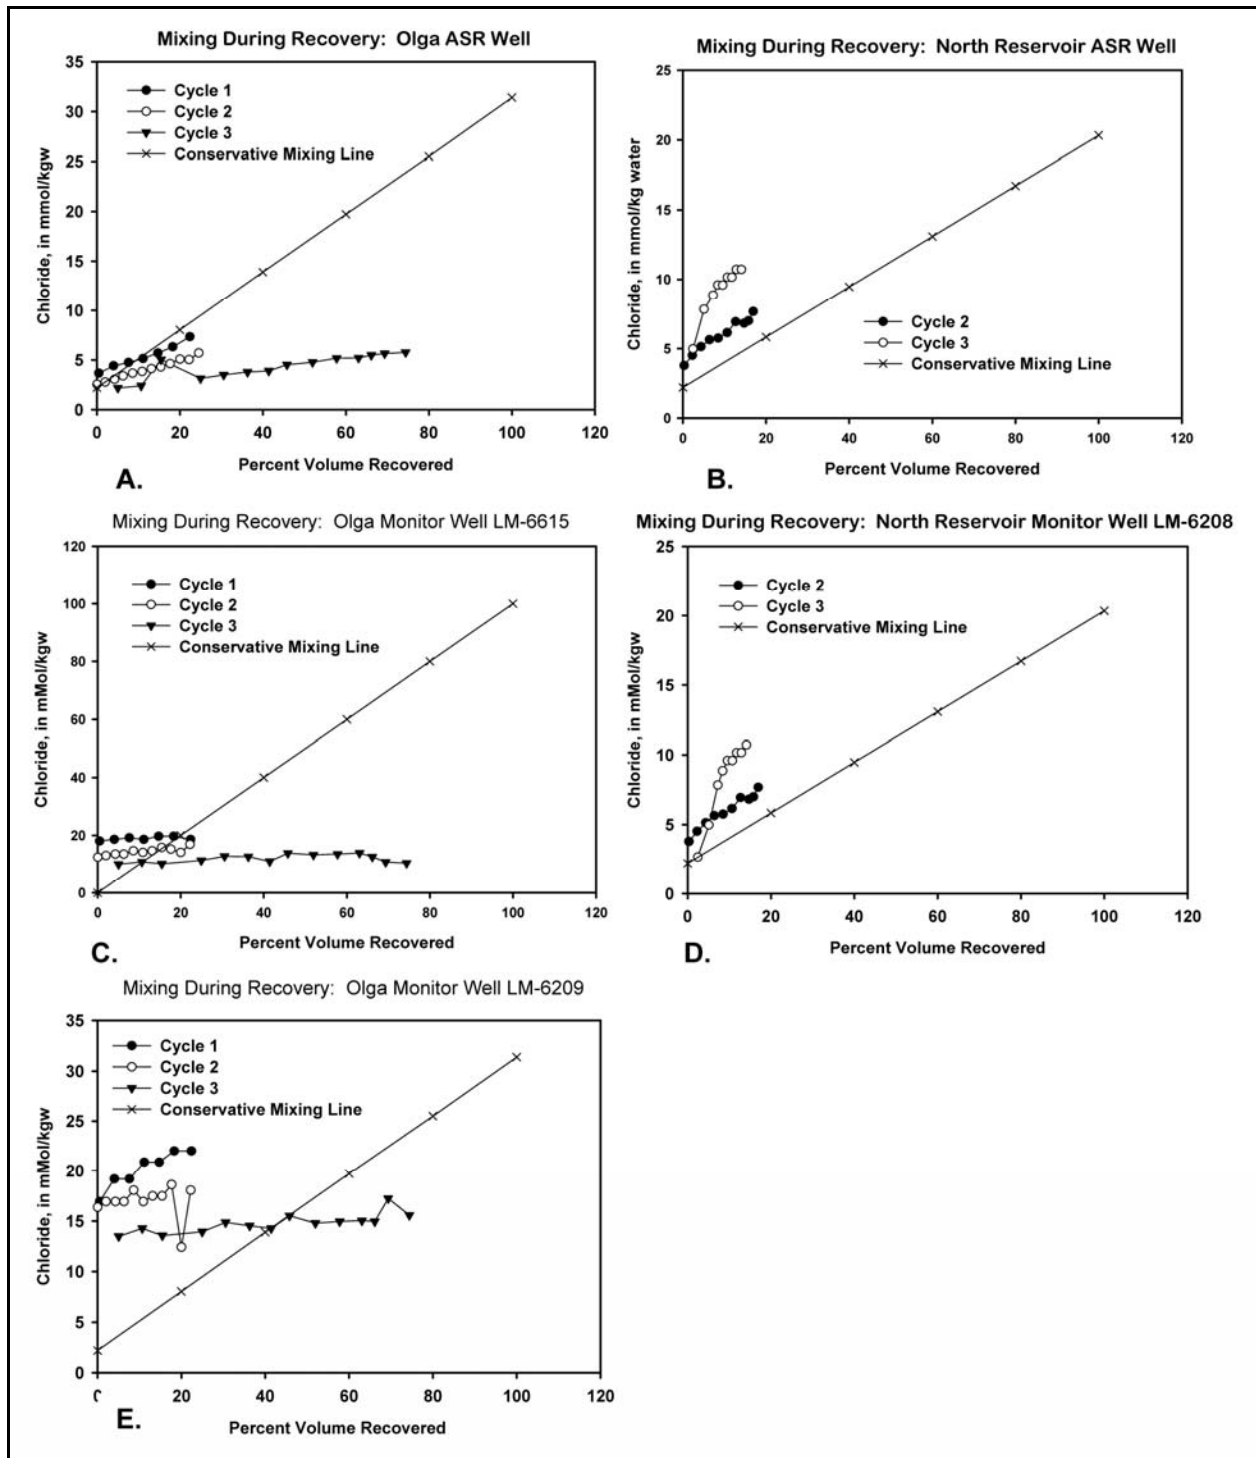 Mixing During Recovery: Olga ASR Well
35
30
25
20
15
10
5
0
Chloride, in mmol/kgw
Cycle 1
Cycle 2
Cycle 3
Conservative Mixing Line
0 20 40 60 80 100 120
Percent Volume Recovered
A.
Mixing During Recovery: North Reservoir ASR Well
25
20
15
10
5
0
Chloride, in mmol/kg water
Cycle 2
Cycle 3
Conservative Mixing Line
0 20 40 60 80 100 120
Percent Volume Recovered
B.
Mixing During Recovery: Olga Monitor Well LM-6615
120
100
80
60
40
20
0
Chloride, in mMol/kgw
Cycle 1
Cycle 2
Cycle 3
Conservative Mixing Line
0 20 40 60 80 100 120
Percent Volume Recovered
C.
Mixing During Recovery: North Reservoir Monitor Well LM-6208
25
20
15
10
5
0
Chloride, in mMol/kgw
Cycle 2
Cycle 3
Conservative Mixing Line
0 20 40 60 80 100 120
Percent Volume Recovered
D.
Mixing During Recovery: Olga Monitor Well LM-6209
35
30
25
20
15
10
5
0
Chloride, in mMol/kgw
Cycle 1
Cycle 2
Cycle 3
Conservative Mixing Line
0 20 40 60 80 100 120
Percent Volume Recovered
E.